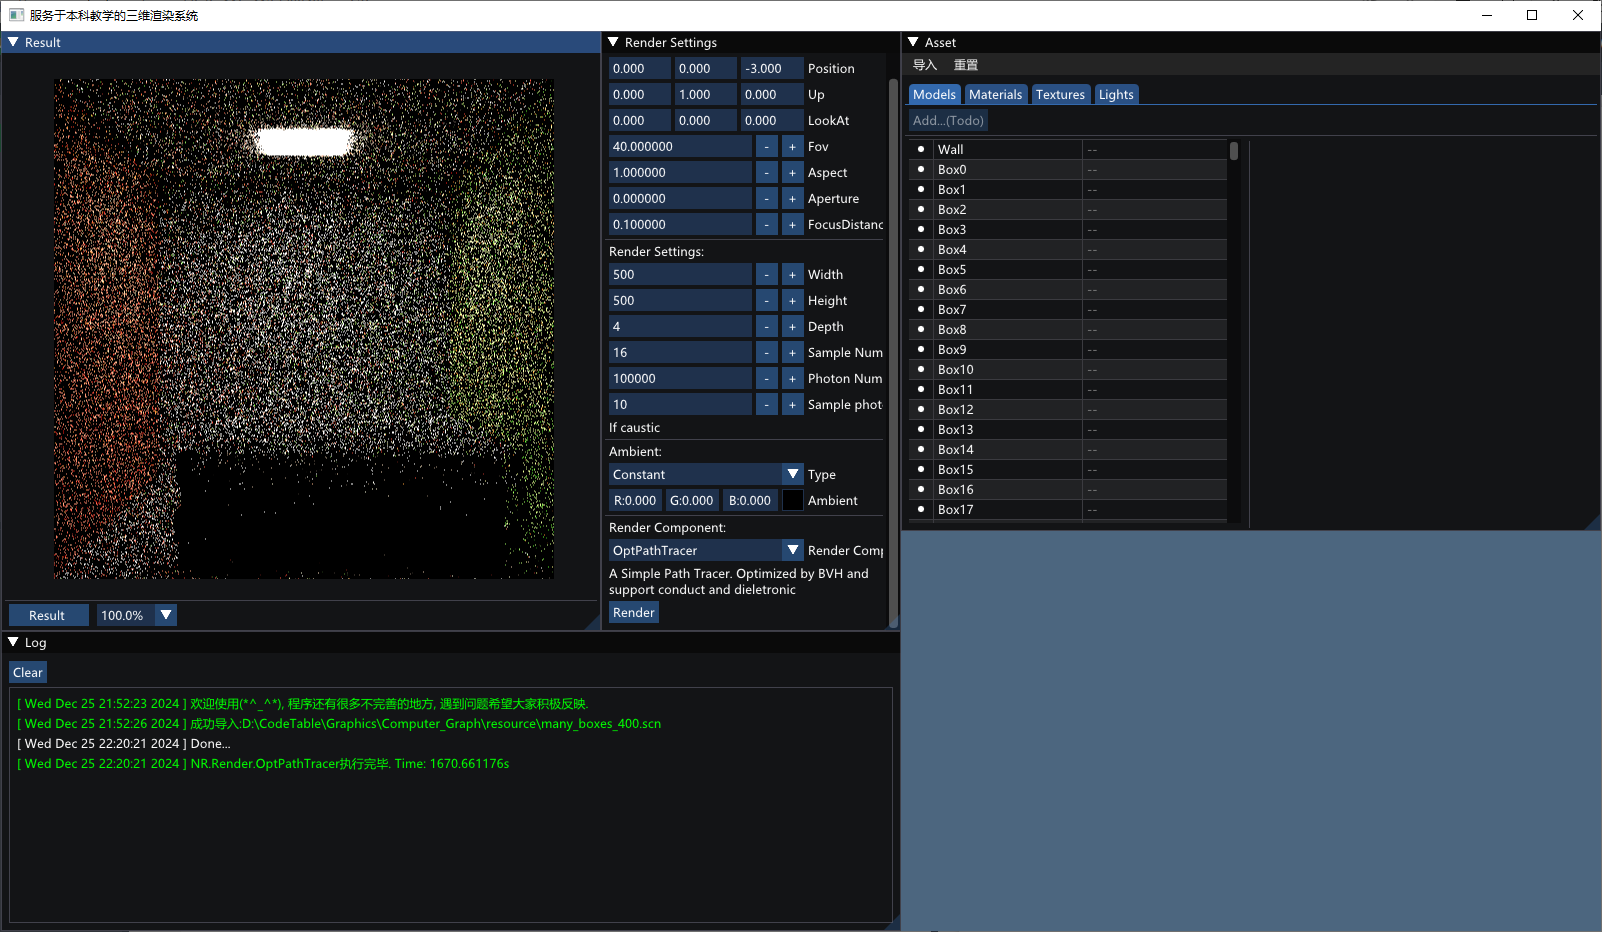 服务于本科教学的三维渲染系统
Result
Result
100.0%
Render Settings
0.000 0.000 -3.000 Position
0.000 1.000 0.000 Up
0.000 0.000 0.000 LookAt
40.000000 - + Fov
1.000000 - + Aspect
0.000000 - + Aperture
0.100000 - + FocusDistanc
Render Settings:
500 - + Width
500 - + Height
4 - + Depth
16 - + Sample Num
100000 - + Photon Num
10 - + Sample phot
If caustic
Ambient:
Constant Type
R:0.000 G:0.000 B:0.000 Ambient
Render Component:
OptPathTracer Render Comp
A Simple Path Tracer. Optimized by BVH and
support conduct and dieletronic
Render
Asset
导入 重置
Models Materials Textures Lights
Add...(Todo)
Wall --
Box0 --
Box1 --
Box2 --
Box3 --
Box4 --
Box5 --
Box6 --
Box7 --
Box8 --
Box9 --
Box10 --
Box11 --
Box12 --
Box13 --
Box14 --
Box15 --
Box16 --
Box17 --
Log
Clear
[ Wed Dec 25 21:52:23 2024 ] 欢迎使用(*^_^*), 程序还有很多不完善的地方, 遇到问题希望大家积极反映.
[ Wed Dec 25 21:52:26 2024 ] 成功导入:D:\CodeTable\Graphics\Computer_Graph\resource\many_boxes_400.scn
[ Wed Dec 25 22:20:21 2024 ] Done...
[ Wed Dec 25 22:20:21 2024 ] NR.Render.OptPathTracer执行完毕. Time: 1670.661176s